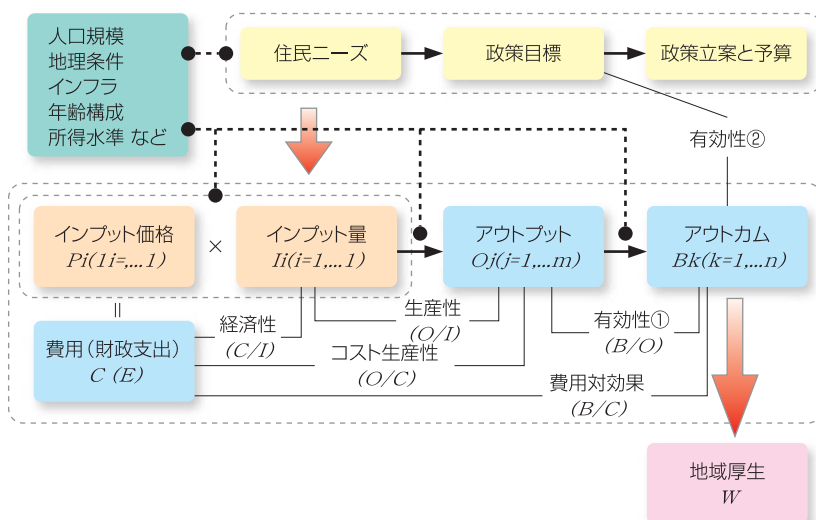 人口規模
地理条件
インフラ
年齢構成
所得水準 など
住民ニーズ
政策目標
政策立案と予算
有効性②
インプット価格
Pi(1i=,...1)
×
インプット量
Ii(i=1,...1)
アウトプット
Oj(j=1,...m)
アウトカム
Bk(k=1,...n)
=
費用(財政支出)
C (E)
経済性
(C/I)
生産性
(O/I)
コスト生産性
(O/C)
有効性①
(B/O)
費用対効果
(B/C)
地域厚生
W